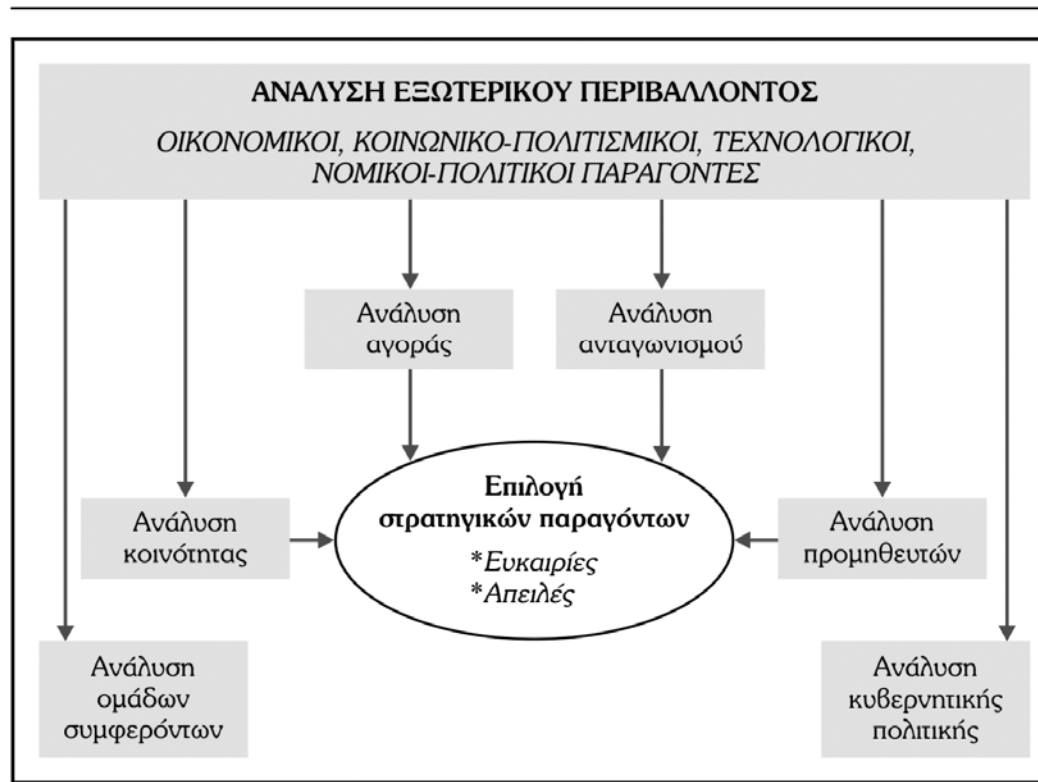 ΑΝΑΛΥΣΗ ΕΞΩΤΕΡΙΚΟΥ ΠΕΡΙΒΑΛΛΟΝΤΟΣ
ΟΙΚΟΝΟΜΙΚΟΙ, ΚΟΙΝΩΝΙΚΟ-ΠΟΛΙΤΙΣΜΙΚΟΙ, ΤΕΧΝΟΛΟΓΙΚΟΙ,
ΝΟΜΙΚΟΙ-ΠΟΛΙΤΙΚΟΙ ΠΑΡΑΓΟΝΤΕΣ
Ανάλυση
αγοράς
Ανάλυση
ανταγωνισμού
Επιλογή
στρατηγικών παραγόντων
*Ευκαιρίες
*Απειλές
Ανάλυση
κοινότητας
Ανάλυση
προμηθευτών
Ανάλυση
ομάδων
συμφερόντων
Ανάλυση
κυβερνητικής
πολιτικής